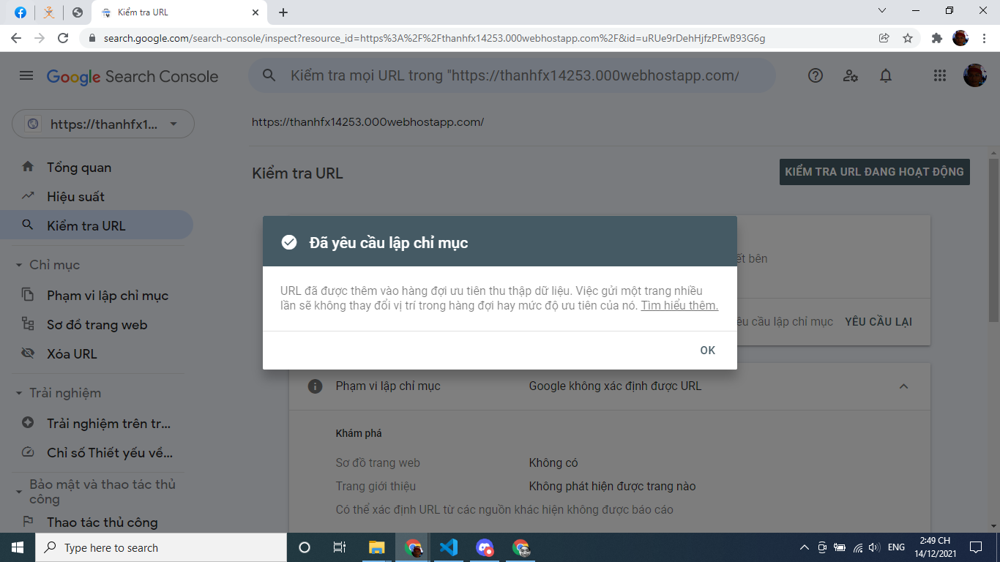 Kiểm tra URL
search.google.com/search-console/inspect?resource_id=https%3A%2F%2Fthanhfx14253.000webhostapp.com%2F&id=uRUe9rDehHjfzPEwB93G6g
Google Search Console
Kiểm tra mọi URL trong "https://thanhfx14253.000webhostapp.com/
https://thanhfx1...
https://thanhfx14253.000webhostapp.com/
Tổng quan
Hiệu suất
Kiểm tra URL
Chỉ mục
Phạm vi lập chỉ mục
Sơ đồ trang web
Xóa URL
Trải nghiệm
Trải nghiệm trên tr...
Chỉ số Thiết yếu về...
Bảo mật và thao tác thủ
công
Thao tác thủ công
Kiểm tra URL
KIỂM TRA URL ĐANG HOẠT ĐỘNG
Đã yêu cầu lập chỉ mục
URL đã được thêm vào hàng đợi ưu tiên thu thập dữ liệu. Việc gửi một trang nhiều
lần sẽ không thay đổi vị trí trong hàng đợi hay mức độ ưu tiên của nó. Tìm hiểu thêm.
OK
bên
cầu lập chỉ mục YÊU CẦU LẠI
Phạm vi lập chỉ mục Google không xác định được URL
Khám phá
Sơ đồ trang web Không có
Trang giới thiệu Không phát hiện được trang nào
Có thể xác định URL từ các nguồn khác hiện không được báo cáo
Type here to search
ENG
2:49 CH
14/12/2021